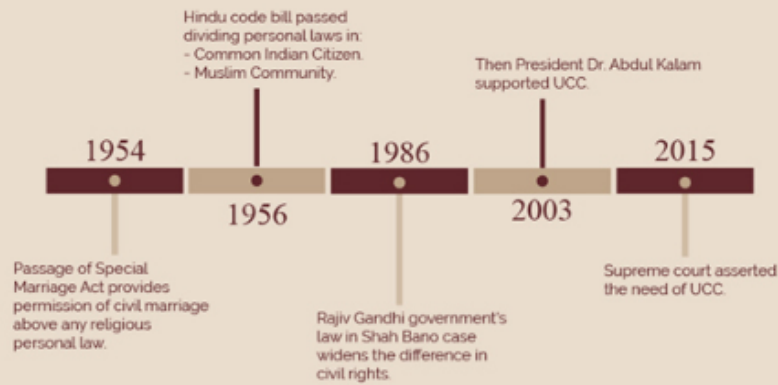 Hindu code bill passed
dividing personal laws in:
- Common Indian Citizen.
- Muslim Community.
Then President Dr. Abdul Kalam
supported UCC.
1954
1986
2015
1956
2003
Passage of Special
Marriage Act provides
permission of civil marriage
above any religious
personal law.
Rajiv Gandhi government's
law in Shah Bano case
widens the difference in
civil rights.
Supreme court asserted
the need of UCC.